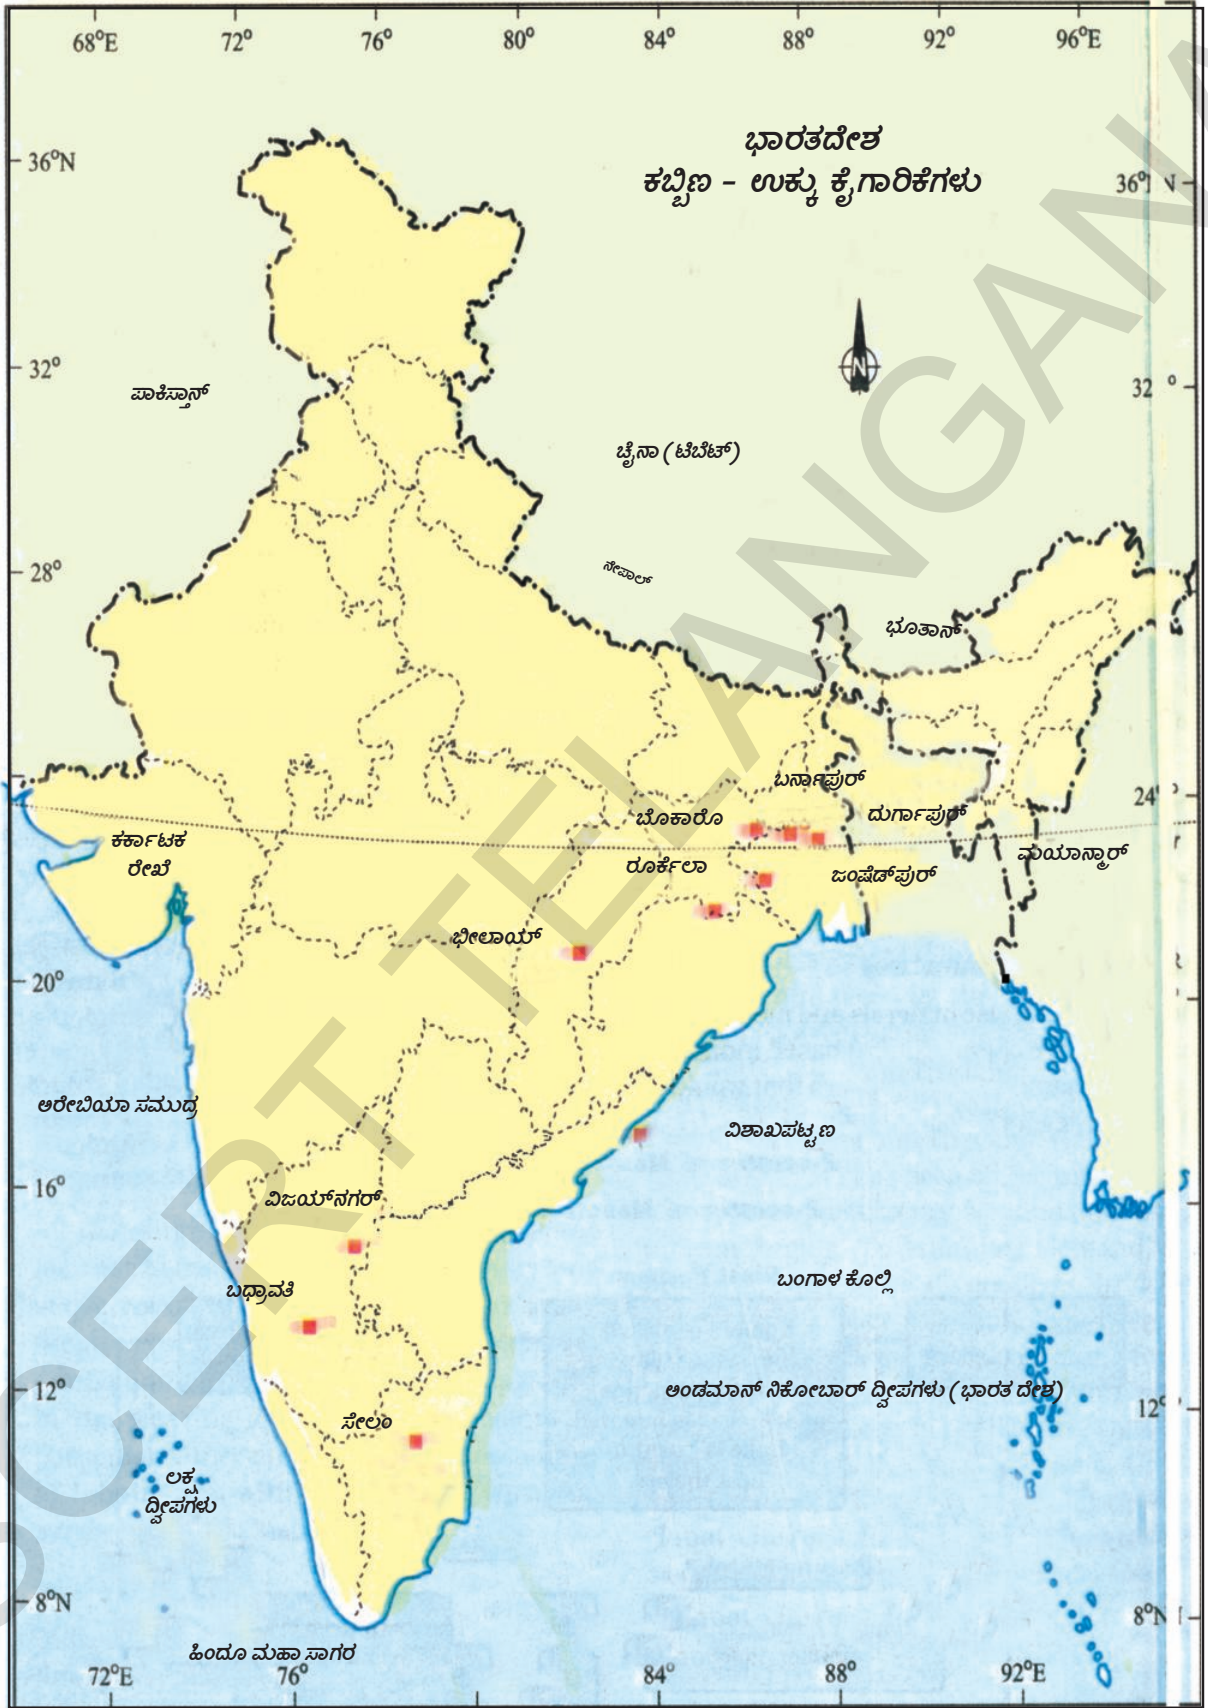 68°E 72° 76° 80° 84° 88° 92° 96°E
ಭಾರತದೇಶ
ಕಬ್ಬಿಣ - ಉಕ್ಕು ಕೈಗಾರಿಕೆಗಳು
36°N
36° N
32°
32 °
ಪಾಕಿಸ್ತಾನ್
ಚೈನಾ (ಟಿಬೆಟ್)
28°
ನೇಪಾಲ್
ಭೂತಾನ್
ಬರ್ನಾಪುರ್
24°
ಬೊಕಾರೊ
ದುರ್ಗಾಪುರ್
ಕರ್ಕಾಟಕ
ರೇಖೆ
ರೂರ್ಕೆಲಾ
ಜಂಷೆಡ್‌ಪುರ್
ಮಯಾನ್ಮಾರ್
ಭೀಲಾಯ್
20°
ಅರೇಬಿಯಾ ಸಮುದ್ರ
ವಿಶಾಖಪಟ್ಟಣ
16°
ವಿಜಯ್‌ನಗರ್
ಬಧ್ರಾವತಿ
ಬಂಗಾಳ ಕೊಲ್ಲಿ
12°
ಅಂಡಮಾನ್ ನಿಕೋಬಾರ್ ದ್ವೀಪಗಳು (ಭಾರತ ದೇಶ)
12°
ಸೇಲಂ
ಲಕ್ಷ
ದ್ವೀಪಗಳು
8°N
8°N
ಹಿಂದೂ ಮಹಾ ಸಾಗರ
72°E 76° 84° 88° 92°E
SCERT TELANGANA